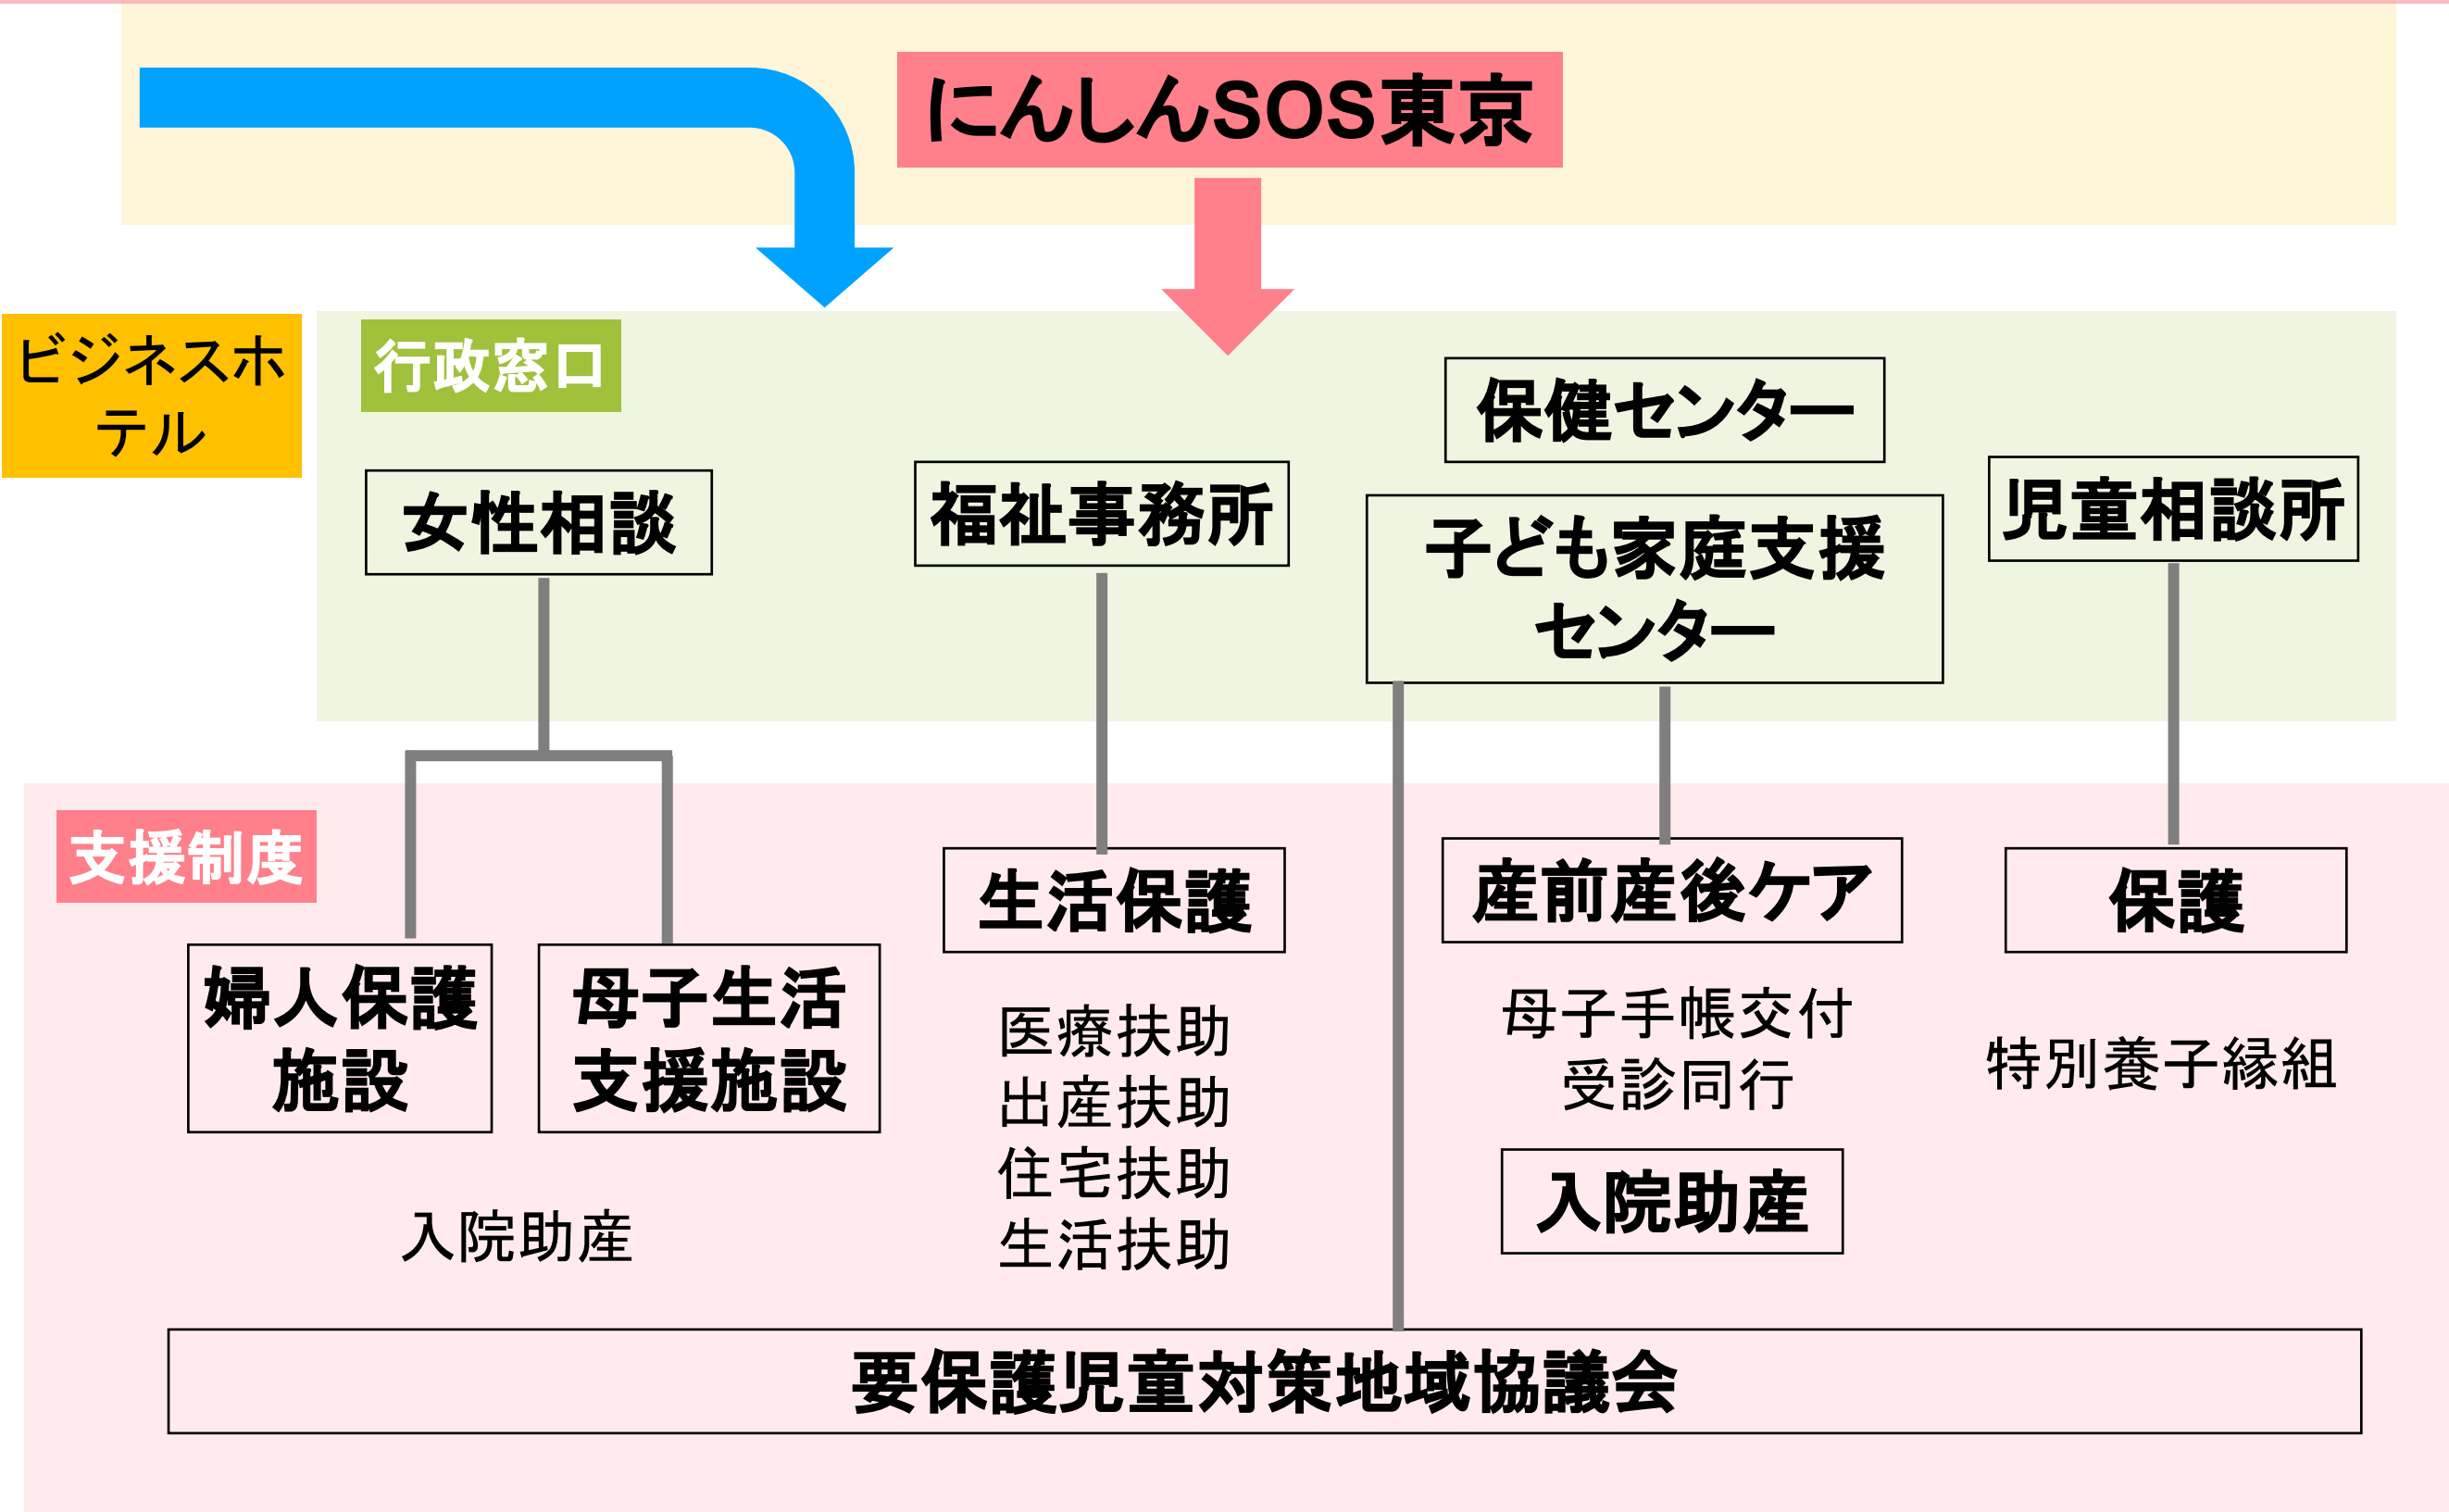 にんしんSOS東京
ビジネスホ
テル
行政窓口
女性相談
福祉事務所
保健センター
子ども家庭支援
センター
児童相談所
支援制度
婦人保護
施設
母子生活
支援施設
入院助産
生活保護
医療扶助
出産扶助
住宅扶助
生活扶助
産前産後ケア
母子手帳交付
受診同行
入院助産
保護
特別養子縁組
要保護児童対策地域協議会